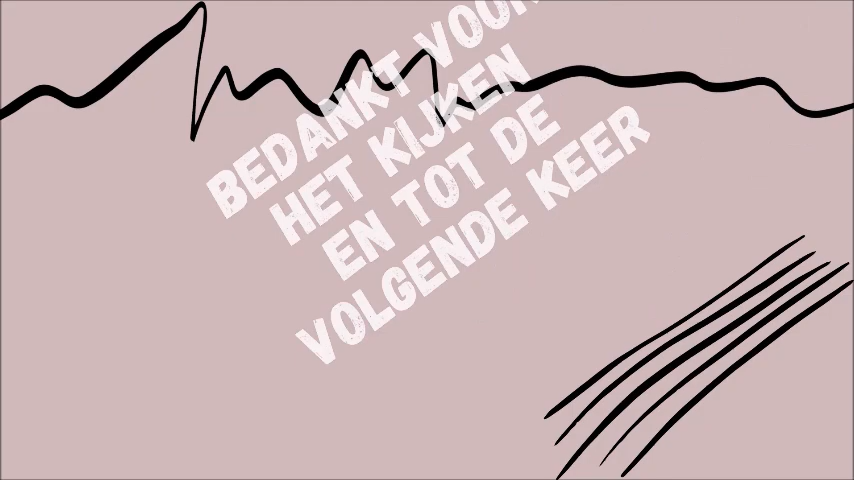 BEDANKT VOOR
HET KIJKEN
EN TOT DE
VOLGENDE KEER